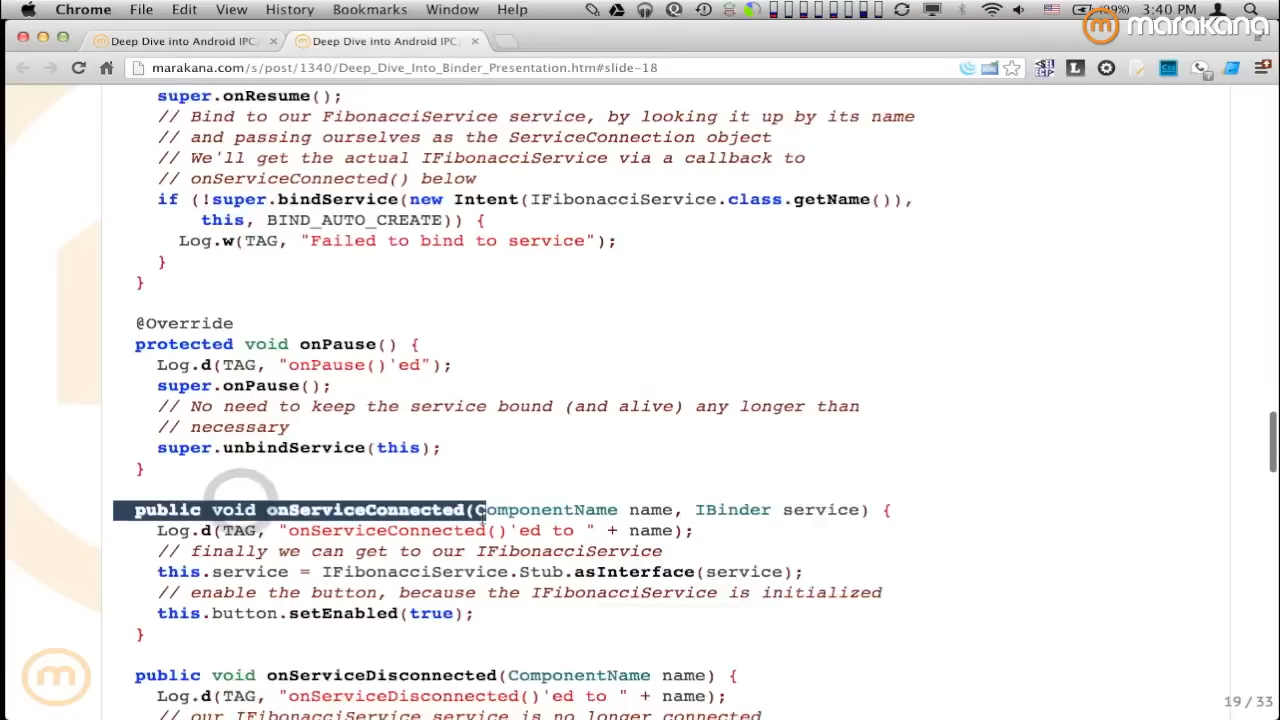 Chrome File Edit View History Bookmarks Window Help (99%) 3:40 PM
marakana
Deep Dive into Android IPC/ × Deep Dive into Android IPC/ ×
marakana.com/s/post/1340/Deep_Dive_Into_Binder_Presentation.htm#slide-18
super.onResume();
// Bind to our FibonacciService service, by looking it up by its name
// and passing ourselves as the ServiceConnection object
// We'll get the actual IFibonacciService via a callback to
// onServiceConnected() below
if (!super.bindService(new Intent(IFibonacciService.class.getName()),
this, BIND_AUTO_CREATE)) {
Log.w(TAG, "Failed to bind to service");
}
}
@Override
protected void onPause() {
Log.d(TAG, "onPause()'ed");
super.onPause();
// No need to keep the service bound (and alive) any longer than
// necessary
super.unbindService(this);
}
public void onServiceConnected(ComponentName name, IBinder service) {
Log.d(TAG, "onServiceConnected()'ed to " + name);
// finally we can get to our IFibonacciService
this.service = IFibonacciService.Stub.asInterface(service);
// enable the button, because the IFibonacciService is initialized
this.button.setEnabled(true);
}
public void onServiceDisconnected(ComponentName name) {
Log.d(TAG, "onServiceDisconnected()'ed to " + name);
// our IFibonacciService service is no longer connected
19 / 33